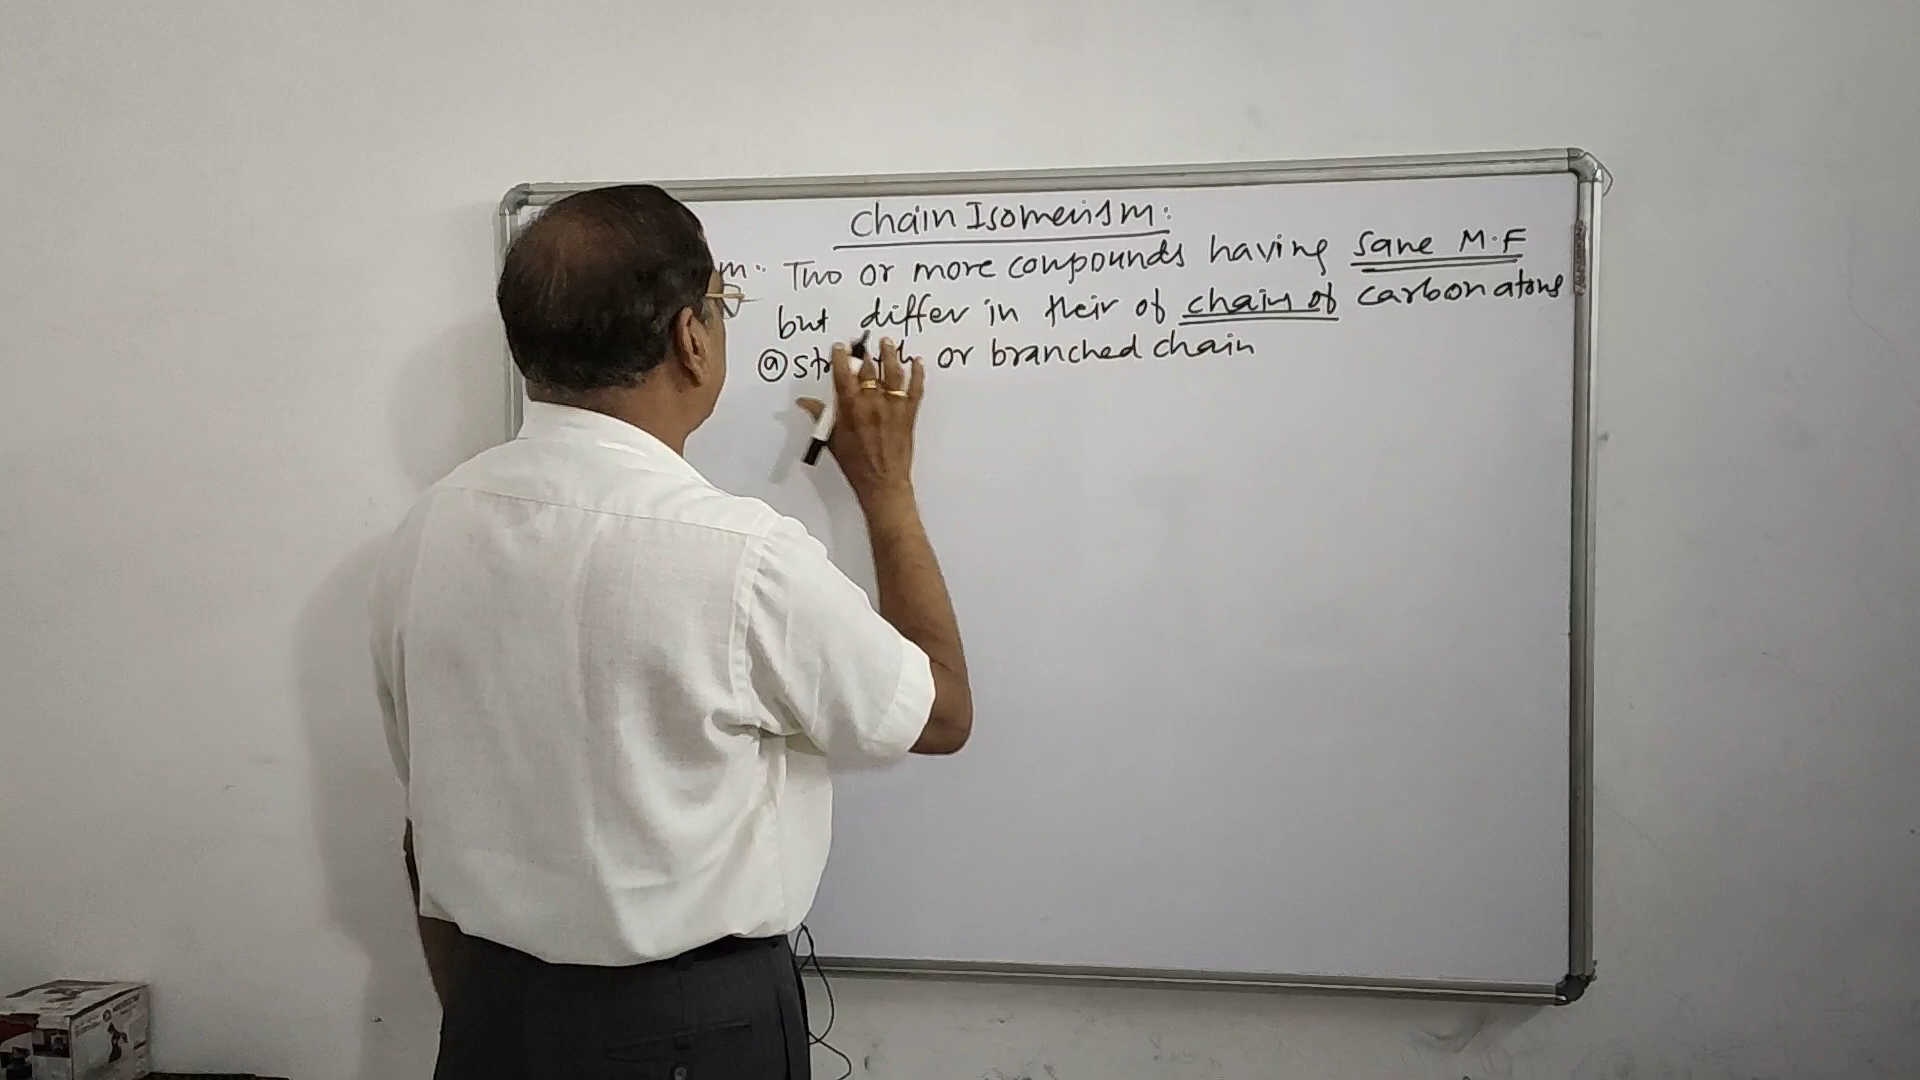 Chain Isomerism:
m: Two or more compounds having same M.F
but differ in their of chain of carbon atoms
ⓐ or branched chain